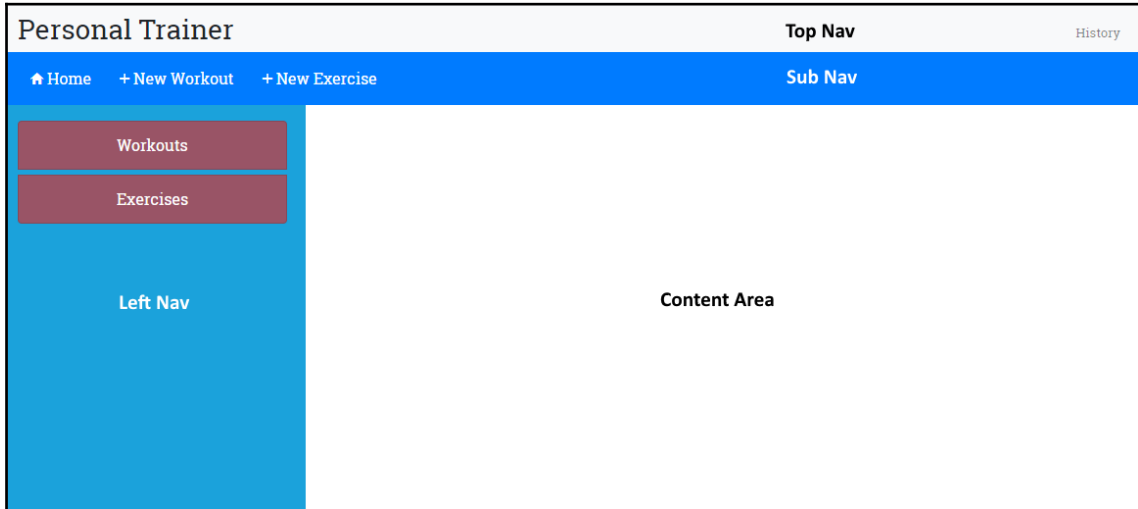 Personal Trainer Top Nav History
Home + New Workout + New Exercise Sub Nav
Workouts
Exercises
Left Nav Content Area